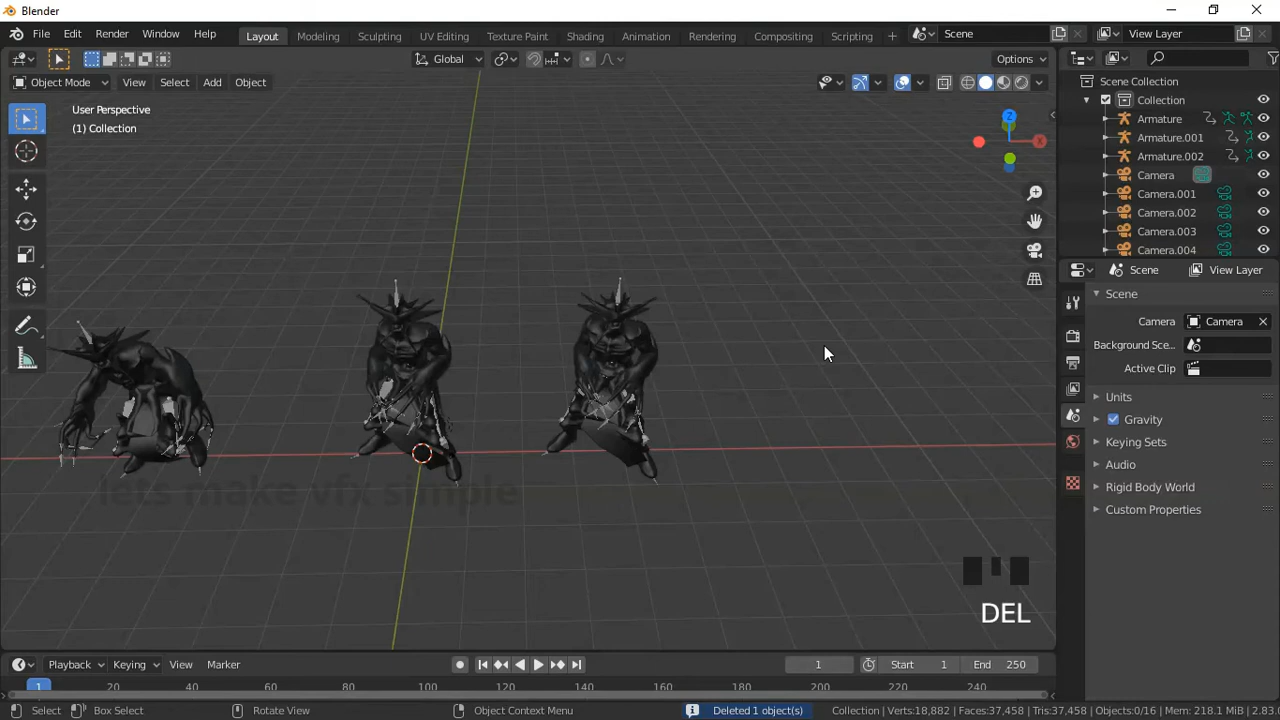 Blender
File Edit Render Window Help Layout Modeling Sculpting UV Editing Texture Paint Shading Animation Rendering Compositing Scripting + Scene View Layer
Global Options
Object Mode View Select Add Object
User Perspective
(1) Collection
Z
X
Scene Collection
Collection
Armature
Armature.001
Armature.002
Camera
Camera.001
Camera.002
Camera.003
Camera.004
Scene View Layer
Scene
Camera Camera
Background Sce...
Active Clip
Units
Gravity
Keying Sets
Audio
Rigid Body World
Custom Properties
lets make vfx simple
DEL
Playback Keying View Marker 1 Start 1 End 250
1 20 40 60 80 100 120 140 160 180 200 220 240
Select Box Select Rotate View Object Context Menu Deleted 1 object(s) Collection | Verts:18,882 | Faces:37,458 | Tris:37,458 | Objects:0/16 | Mem: 218.1 MiB | 2.83.0